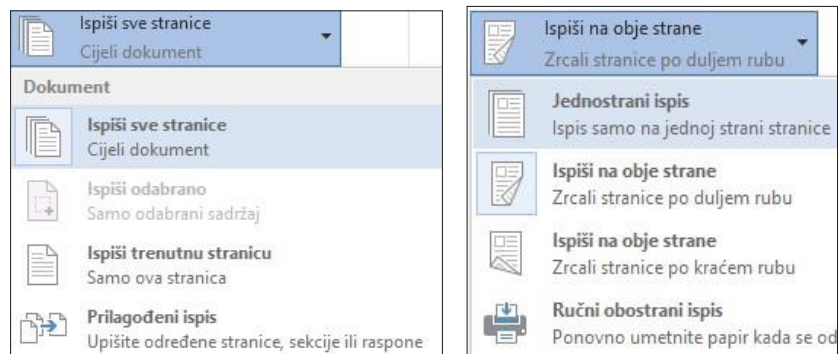 Ispiši sve stranice
Cijeli dokument
Dokument
Ispiši sve stranice
Cijeli dokument
Ispiši odabrano
Samo odabrani sadržaj
Ispiši trenutnu stranicu
Samo ova stranica
Prilagođeni ispis
Upišite određene stranice, sekcije ili raspone
Ispiši na obje strane
Zrcali stranice po duljem rubu
Jednostrani ispis
Ispis samo na jednoj strani stranice
Ispiši na obje strane
Zrcali stranice po duljem rubu
Ispiši na obje strane
Zrcali stranice po kraćem rubu
Ručni obostrani ispis
Ponovno umetnite papir kada se od